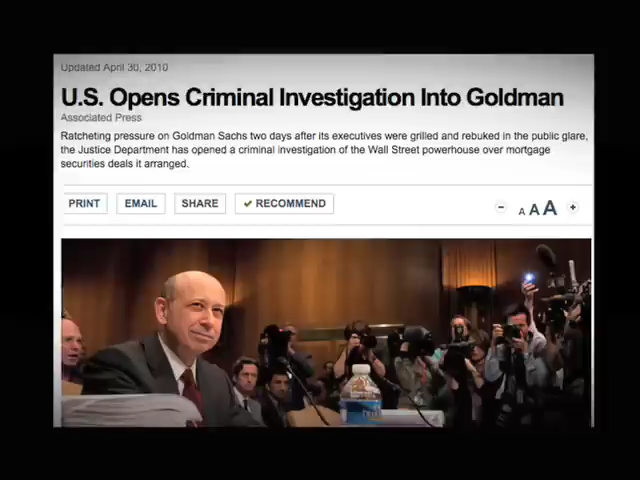 Updated April 30, 2010
U.S. Opens Criminal Investigation Into Goldman
Associated Press
Ratcheting pressure on Goldman Sachs two days after its executives were grilled and rebuked in the public glare,
the Justice Department has opened a criminal investigation of the Wall Street powerhouse over mortgage
securities deals it arranged.
PRINT EMAIL SHARE ✔ RECOMMEND − A A A +